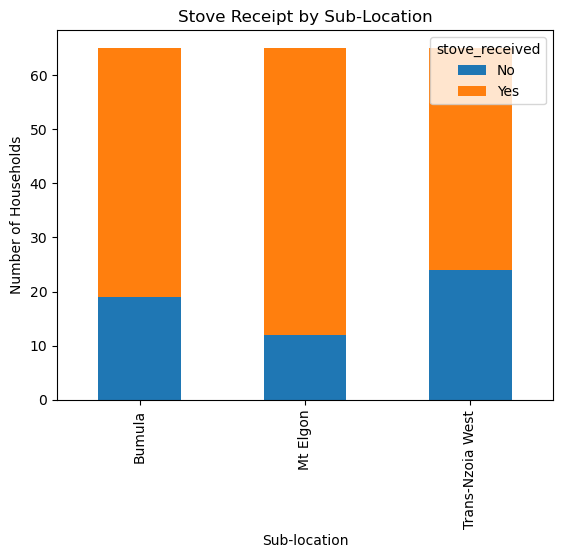 Stove Receipt by Sub-Location
stove_received
No
Yes
Number of Households
60
50
40
30
20
10
0
Bumula
Mt Elgon
Trans-Nzoia West
Sub-location